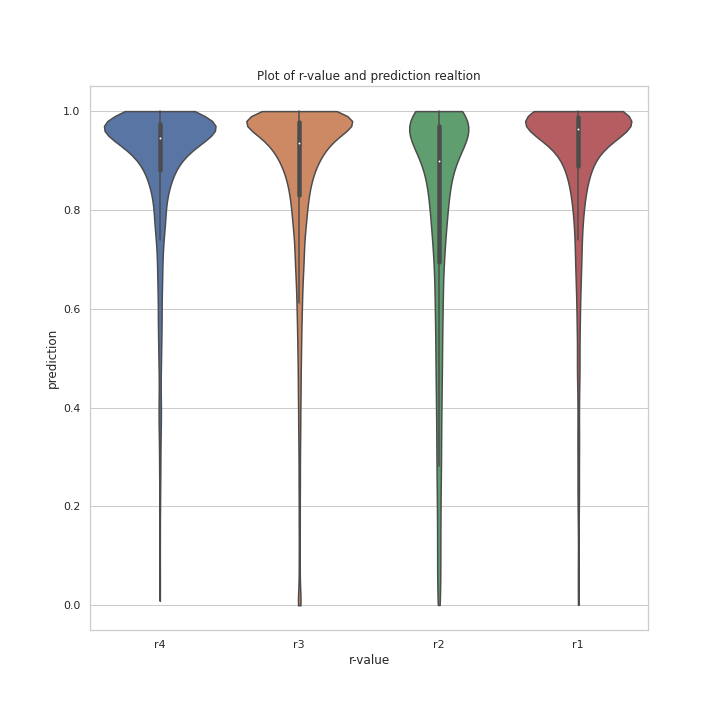 Plot of r-value and prediction realtion
1.0
0.8
0.6
0.4
0.2
0.0
prediction
r4 r3 r2 r1
r-value